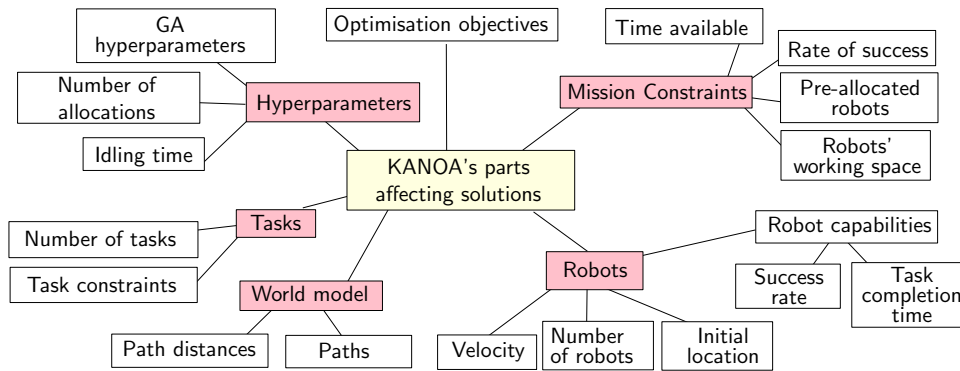 GA
hyperparameters
Optimisation objectives
Time available
Rate of success
Number of
allocations
Hyperparameters
Mission Constraints
Pre-allocated
robots
Idling time
Robots'
working space
KANOA's parts
affecting solutions
Tasks
Number of tasks
Task constraints
World model
Path distances
Paths
Robots
Robot capabilities
Success
rate
Task
completion
time
Velocity
Number
of robots
Initial
location